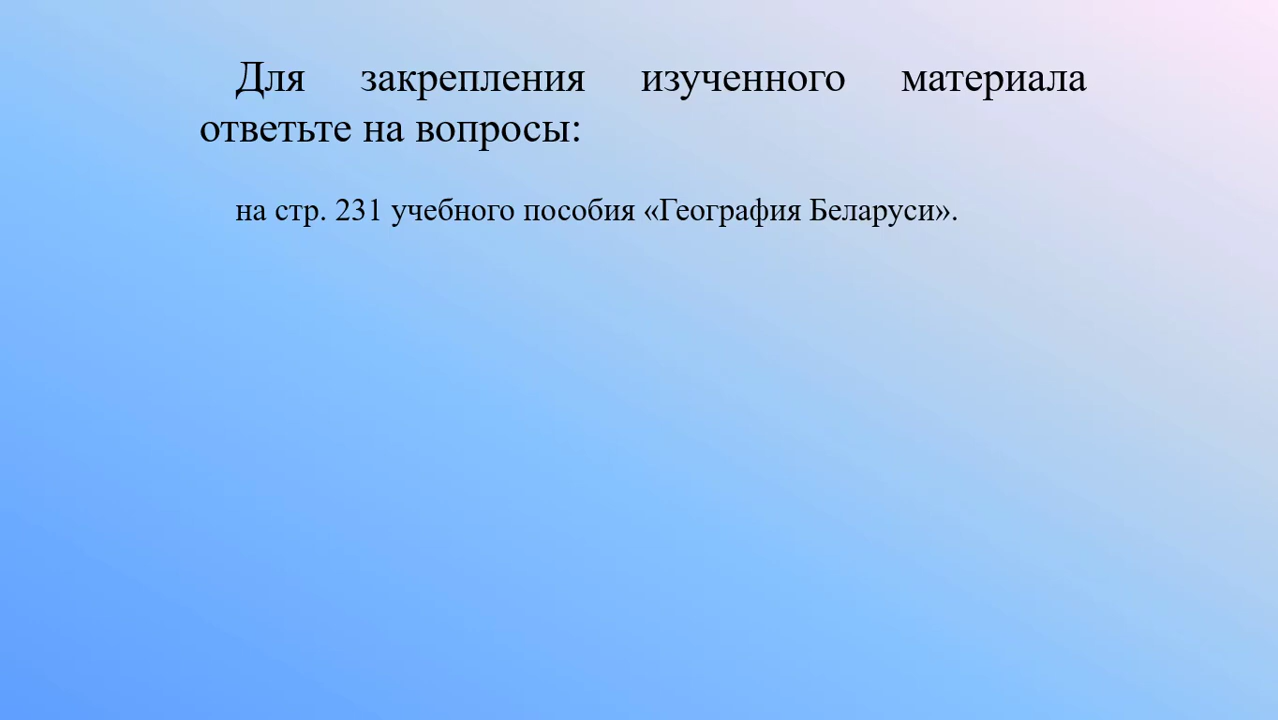 Для закрепления изученного материала
ответьте на вопросы:
на стр. 231 учебного пособия «География Беларуси».